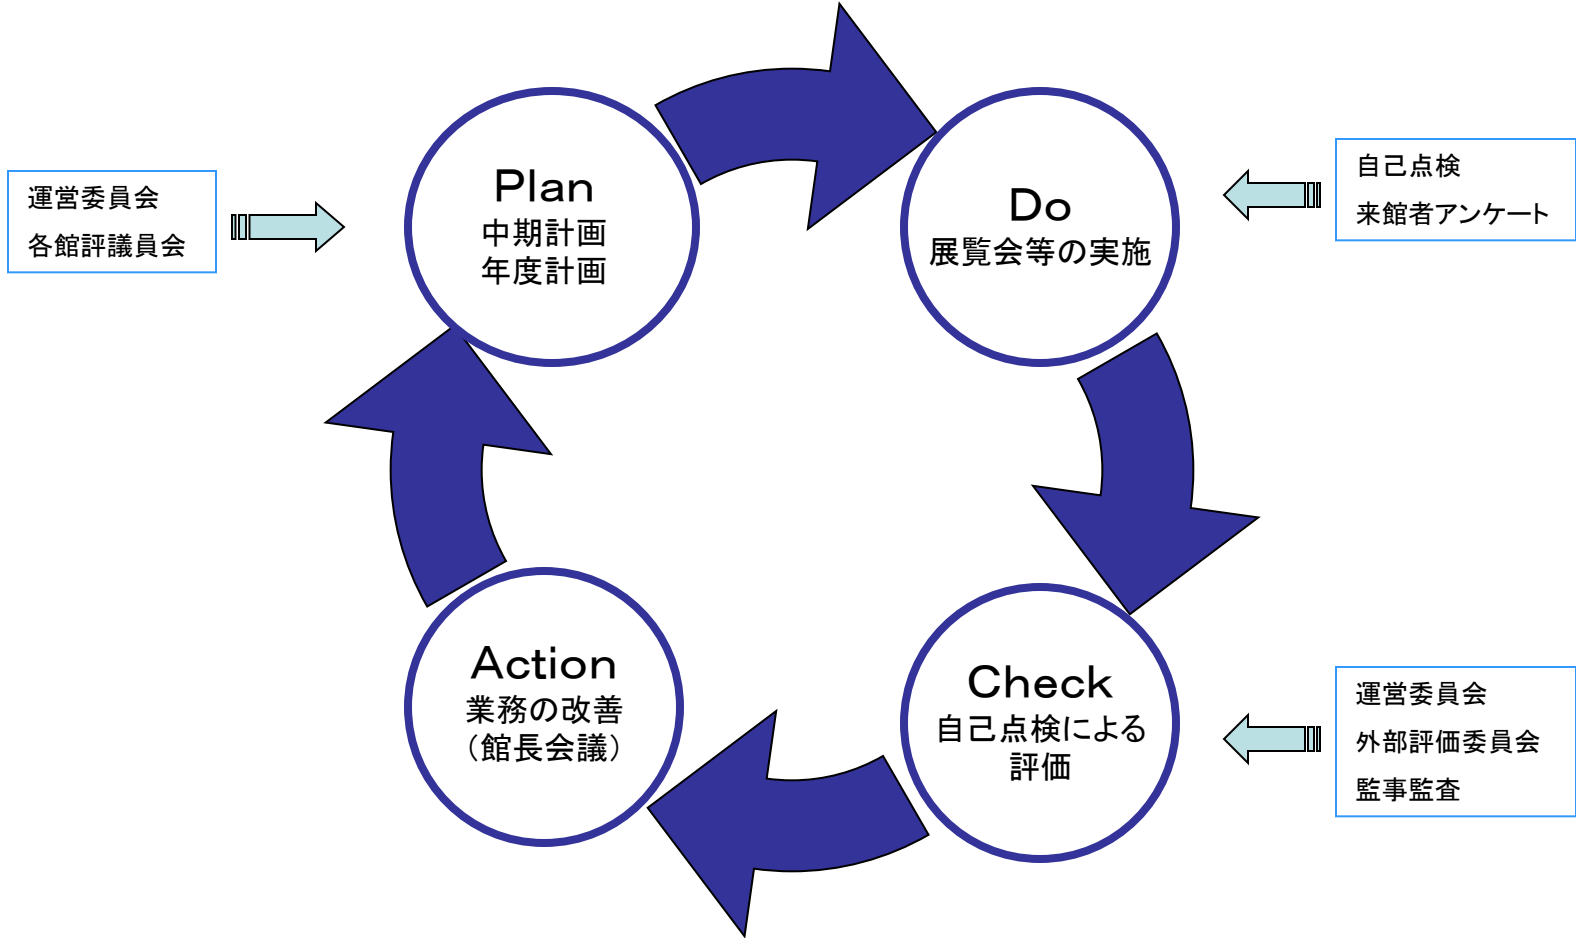 運営委員会
各館評議員会
Plan
中期計画
年度計画
Do
展覧会等の実施
自己点検
来館者アンケート
Check
自己点検による
評価
運営委員会
外部評価委員会
監事監査
Action
業務の改善
（館長会議）